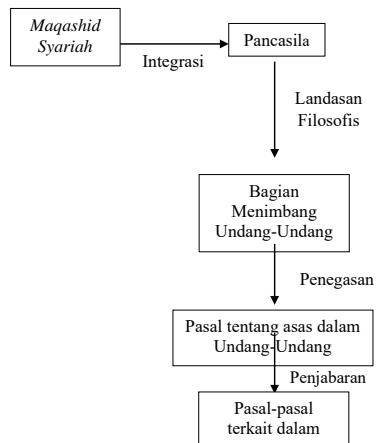 Maqashid
Syariah
Pancasila
Integrasi
Landasan
Filosofis
Bagian
Menimbang
Undang-Undang
Penegasan
Pasal tentang asas dalam
Undang-Undang
Penjabaran
Pasal-pasal
terkait dalam